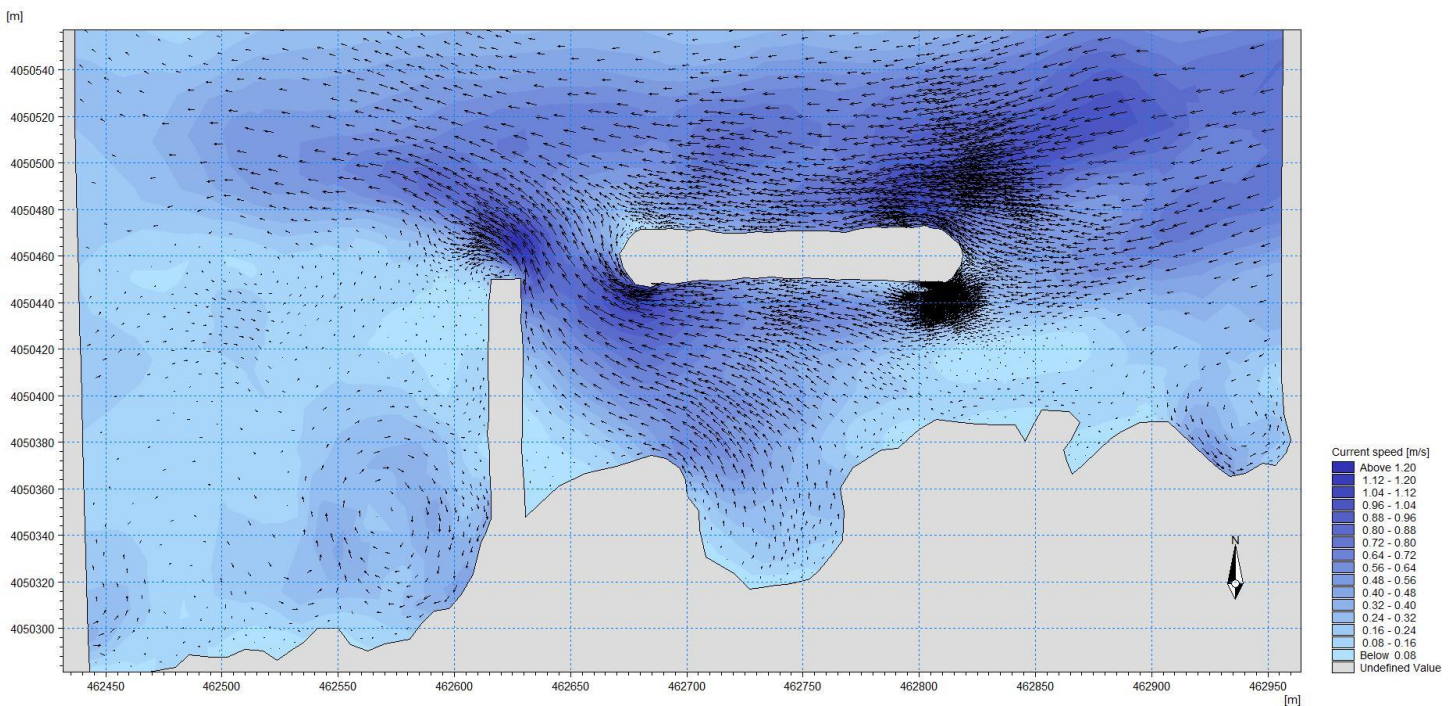 [m]
4050540
4050520
4050500
4050480
4050460
4050440
4050420
4050400
4050380
4050360
4050340
4050320
4050300
462450 462500 462550 462600 462650 462700 462750 462800 462850 462900 462950
[m]
N
Current speed [m/s]
Above 1.20
1.12 - 1.20
1.04 - 1.12
0.96 - 1.04
0.88 - 0.96
0.80 - 0.88
0.72 - 0.80
0.64 - 0.72
0.56 - 0.64
0.48 - 0.56
0.40 - 0.48
0.32 - 0.40
0.24 - 0.32
0.16 - 0.24
0.08 - 0.16
Below 0.08
Undefined Value